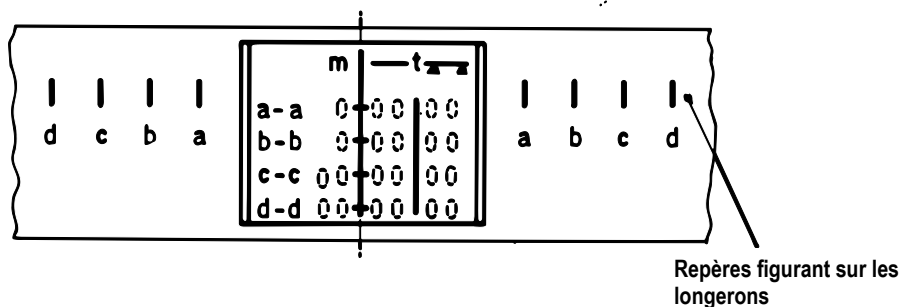 m — t
a-a 0 00 00
b-b 0 00 00
c-c 00 00 00
d-d 00 00 00
d c b a
a b c d
Repères figurant sur les
longerons